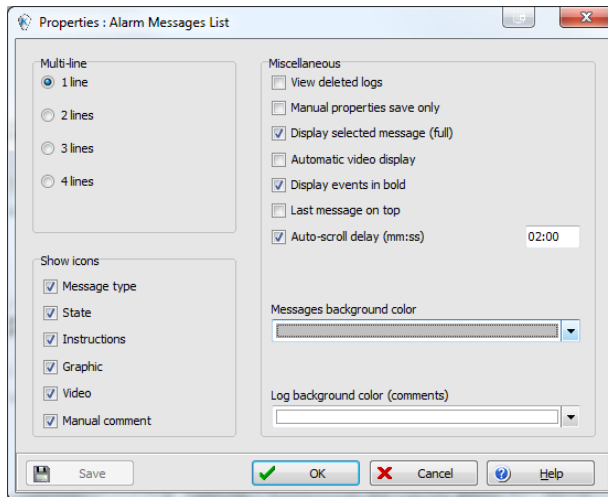 Properties : Alarm Messages List
Multi-line
1 line
2 lines
3 lines
4 lines
Show icons
Message type
State
Instructions
Graphic
Video
Manual comment
Miscellaneous
View deleted logs
Manual properties save only
Display selected message (full)
Automatic video display
Display events in bold
Last message on top
Auto-scroll delay (mm:ss) 02:00
Messages background color
Log background color (comments)
Save OK Cancel Help